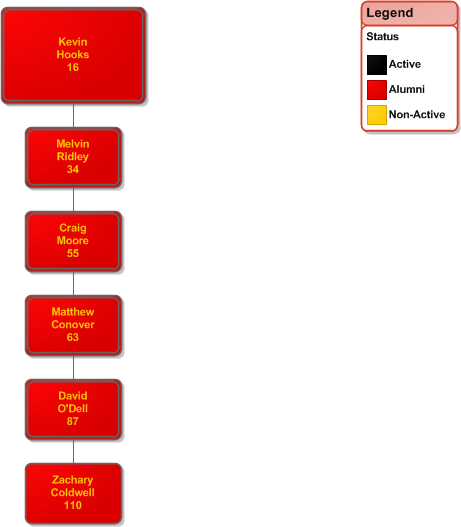 Kevin
Hooks
16
Melvin
Ridley
34
Craig
Moore
55
Matthew
Conover
63
David
O'Dell
87
Zachary
Coldwell
110
Legend
Status
Active
Alumni
Non-Active